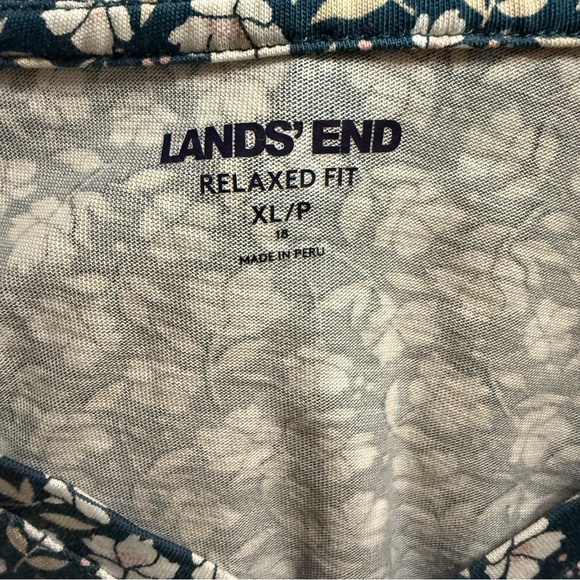 LANDS' END
RELAXED FIT
XL/P
18
MADE IN PERU